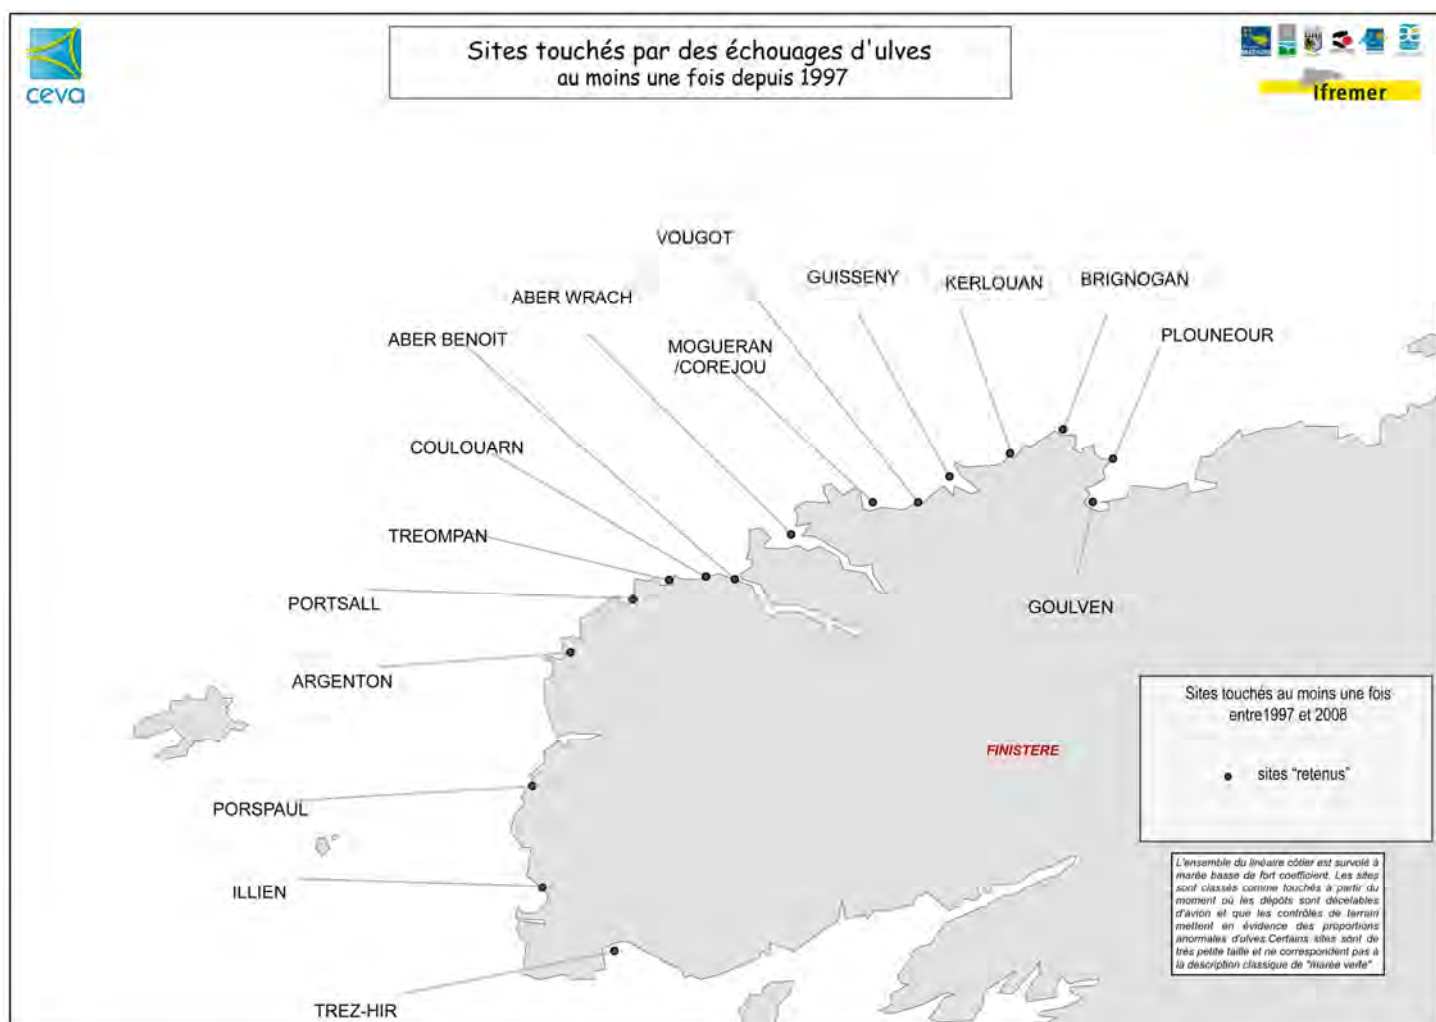 ceva
Sites touchés par des échouages d'ulves
au moins une fois depuis 1997
Ifremer
VOUGOT
GUISSENY
KERLOUAN
BRIGNOGAN
ABER WRACH
PLOUNEOUR
ABER BENOIT
MOGUERAN
/COREJOU
COULOUARN
TREOMPAN
PORTSALL
GOULVEN
ARGENTON
Sites touchés au moins une fois
entre1997 et 2008
FINISTERE
sites "retenus"
PORSPAUL
ILLIEN
TREZ-HIR
L'ensemble du linéaire côtier est survolé à
marée basse de fort coefficient. Les sites
sont classés comme touchés à partir du
moment où les dépôts sont décelables
d'avion et que les contrôles de terrain
mettent en évidence des proportions
anormales d'ulves.Certains sites sont de
très petite taille et ne correspondent pas à
la description classique de "marée verte"